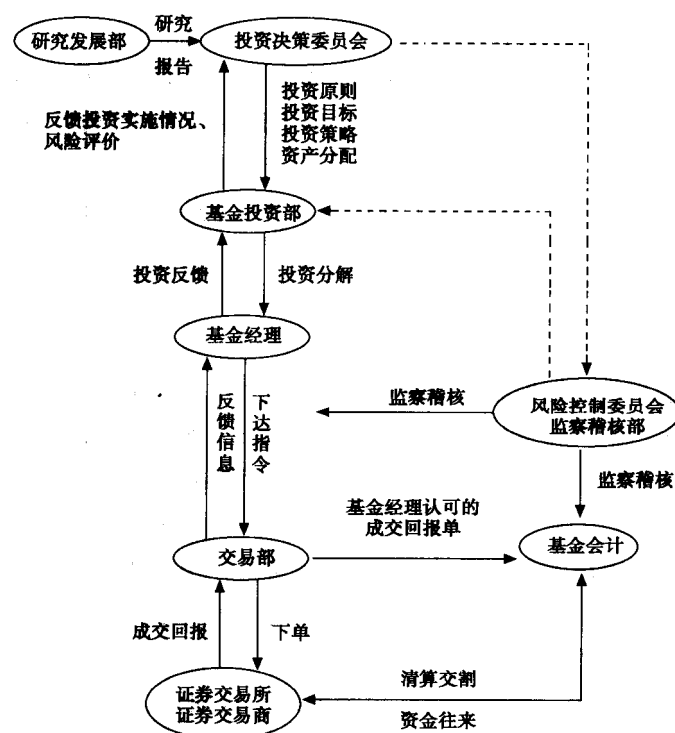 研究发展部
研究
报告
投资决策委员会
反馈投资实施情况、
风险评价
投资原则
投资目标
投资策略
资产分配
基金投资部
投资反馈
投资分解
基金经理
反馈信息
下达指令
监察稽核
风险控制委员会
监察稽核部
监察稽核
基金经理认可的
成交回报单
交易部
基金会计
成交回报
下单
证券交易所
证券交易商
清算交割
资金往来